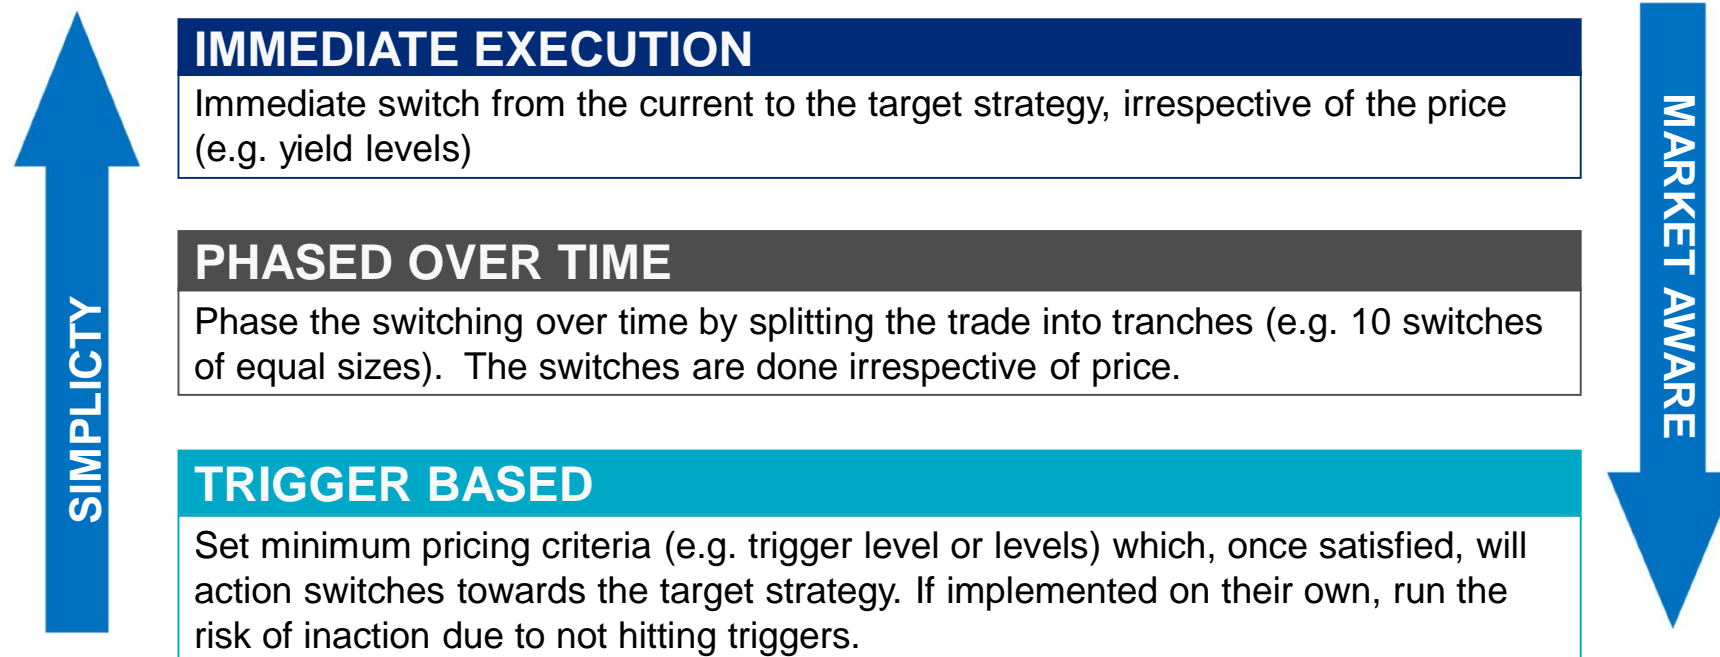 IMMEDIATE EXECUTION
Immediate switch from the current to the target strategy, irrespective of the price
(e.g. yield levels)
PHASED OVER TIME
Phase the switching over time by splitting the trade into tranches (e.g. 10 switches
of equal sizes).  The switches are done irrespective of price.
TRIGGER BASED
Set minimum pricing criteria (e.g. trigger level or levels) which, once satisfied, will
action switches towards the target strategy. If implemented on their own, run the
risk of inaction due to not hitting triggers.
SIMPLICTY
MARKET AWARE